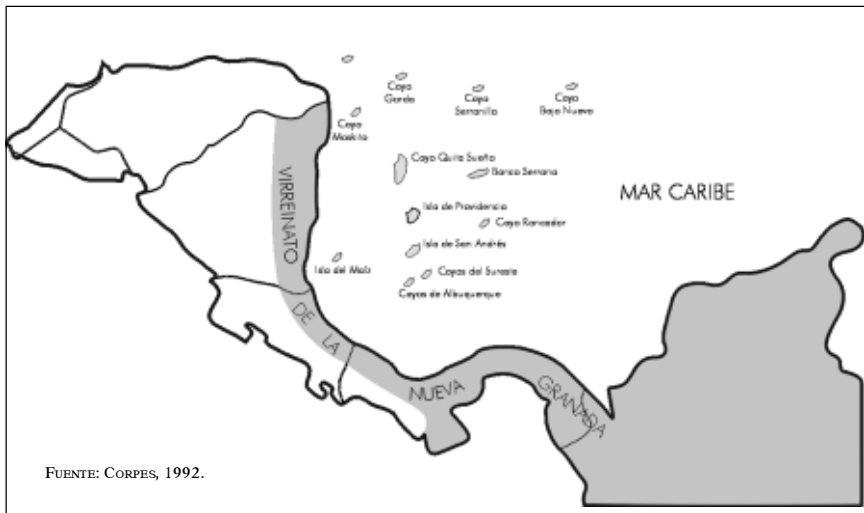 Cayo
Gorda
Cayo
Serranilla
Cayo
Bajo Nuevo
Cayo
Moskito
Cayo Quita Sueño
Banco Serrana
MAR CARIBE
Isla de Providencia
Cayo Roncador
Isla de San Andrés
Isla del Maíz
Cayos del Sureste
Cayos de Albuquerque
VIRREINATO
DE LA
NUEVA
GRANADA
FUENTE: CORPES, 1992.